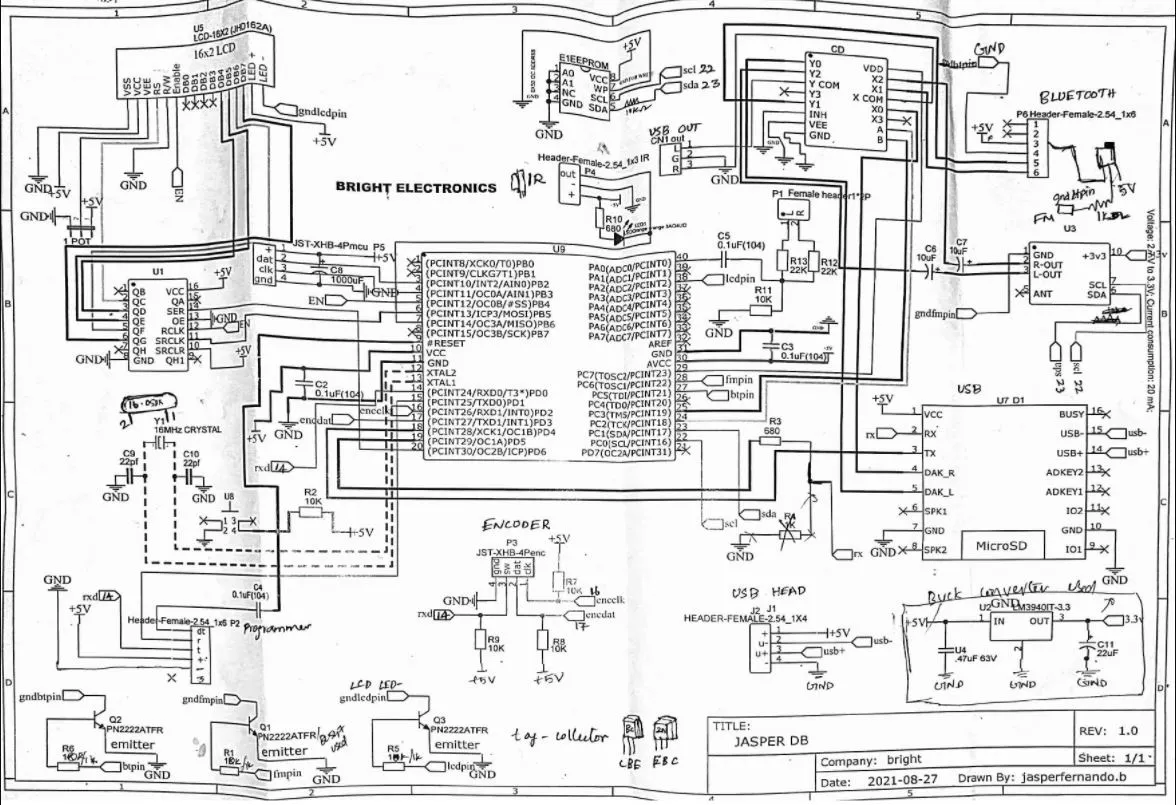 U5
LCD-16X2 (JHD162A)
16x2 LCD
VSS
VCC
VEE
RS
R/W
Enable
DB0
DB1
DB2
DB3
DB4
DB5
DB6
DB7
LED +
LED -
gndledpin
+5V
GND
+5V
GND
EN
GND
+5V
1 POT
BRIGHT ELECTRONICS
E1EEPROM
+5V
A0
A1
NC
GND
VCC
WP
SCL
SDA
scl 22
sda 23
10KΩ
GND
GND
USB OUT
CN1 out
L
G
R
1
2
3
GND
Header-Female-2.54_1x3 IR
P4
IR
out
-
+
R10
680
LED1
CD
Y0
Y2
Y COM
Y3
Y1
INH
VEE
GND
VDD
X2
X1
X COM
X0
X3
A
B
GND
GND
BLUETOOTH
P6 Header-Female-2.54_1x6
+5V
1
2
3
4
5
6
gndbtpin
5V
FM
1K
P1 Female header1*2P
L
R
R13
22K
R12
22K
R11
10K
C5
0.1uF(104)
lcdpin
GND
C3
0.1uF(104)
C6
10uF
C7
10uF
U3
GND
R-OUT
L-OUT
ANT
+3v3
SCL
SDA
gndfmpin
Voltage: 2.7V to 3.3V; Current consumption: 20 mA;
sda 23
scl 22
JST-XHB-4Pmcu P5
+
dat
clk
gnd
+5V
C8
1000uF
GND
EN
U1
QB
QC
QD
QE
QF
QG
QH
GND
VCC
QA
SER
OE
RCLK
SRCLK
SRCLR
QH1
+5V
GND
EN
+5V
GND
U9
(PCINT8/XCK0/T0)PB0
(PCINT9/CLKG7T1)PB1
(PCINT10/INT2/AIN0)PB2
(PCINT11/OC0A/AIN1)PB3
(PCINT12/OC0B/#SS)PB4
(PCINT13/ICP3/MOSI)PB5
(PCINT14/OC3A/MISO)PB6
(PCINT15/OC3B/SCK)PB7
#RESET
VCC
GND
XTAL2
XTAL1
(PCINT24/RXD0/T3*)PD0
(PCINT25/TXD0)PD1
(PCINT26/RXD1/INT0)PD2
(PCINT27/TXD1/INT1)PD3
(PCINT28/XCK1/OC1B)PD4
(PCINT29/OC1A)PD5
(PCINT30/OC2B/ICP)PD6
PA0(ADC0/PCINT0)
PA1(ADC1/PCINT1)
PA2(ADC2/PCINT2)
PA3(ADC3/PCINT3)
PA4(ADC4/PCINT4)
PA5(ADC5/PCINT5)
PA6(ADC6/PCINT6)
PA7(ADC7/PCINT7)
AREF
GND
AVCC
PC7(TOSC2/PCINT23)
PC6(TOSC1/PCINT22)
PC5(TDI/PCINT21)
PC4(TD0/PCINT20)
PC3(TMS/PCINT19)
PC2(TCK/PCINT18)
PC1(SDA/PCINT17)
PC0(SCL/PCINT16)
PD7(OC2A/PCINT31)
fmpin
btpin
C2
0.1uF(104)
+5V
GND
encclk
encdat
rxd 14
Y1
16MHz CRYSTAL
C9
22pf
C10
22pf
GND
GND
U8
R2
10K
+5V
R3
680
R4
1K
sda
scl
rx
GND
USB
U7 D1
+5V
VCC
RX
TX
DAK_R
DAK_L
SPK1
GND
SPK2
BUSY
USB-
USB+
ADKEY2
ADKEY1
IO2
GND
IO1
MicroSD
rx
usb-
usb+
GND
GND
ENCODER
P3
JST-XHB-4Penc
gnd
sw
dat
clk
+5V
R7
10K
16
encclk
encdat
17
GND
rxd 14
R9
10K
R8
10K
+5V
+5V
GND
+5V
rxd 14
C4
0.1uF(104)
Header-Female-2.54_1x6 P2
Programmer
dt
r
t
+
-
USB HEAD
J2 J1
HEADER-FEMALE-2.54_1X4
+
u-
u+
-
+5V
usb-
usb+
GND
Buck converter used
U2
LM3940IT-3.3
GND
+5V
IN
OUT
3.3v
U4
.47uF 63V
C11
22uF
GND
GND
GND
gndbtpin
Q2
PN2222ATFR
emitter
R6
btpin
GND
gndfmpin
Q1
PN2222ATFR
emitter
R1
fmpin
GND
LCD LED-
gndledpin
Q3
PN2222ATFR
emitter
R5
lcdpin
GND
collector
CBE
EBC
TITLE:
JASPER DB
REV: 1.0
Company: bright
Sheet: 1/1
Date: 2021-08-27
Drawn By: jasperfernando.b